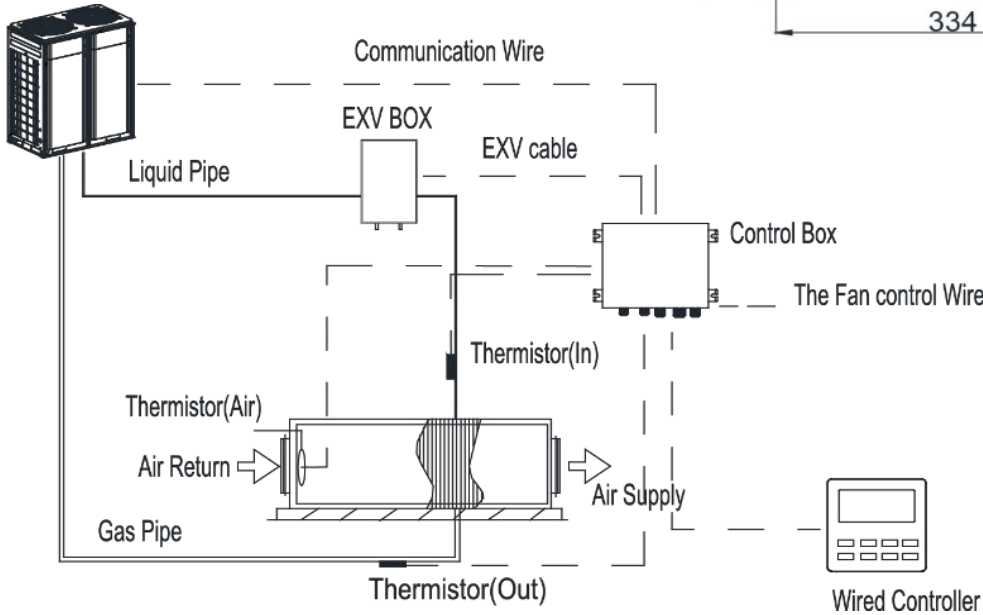 334
Communication Wire
EXV BOX
EXV cable
Liquid Pipe
Control Box
The Fan control Wire
Thermistor(In)
Thermistor(Air)
Air Return
Air Supply
Gas Pipe
Thermistor(Out)
Wired Controller